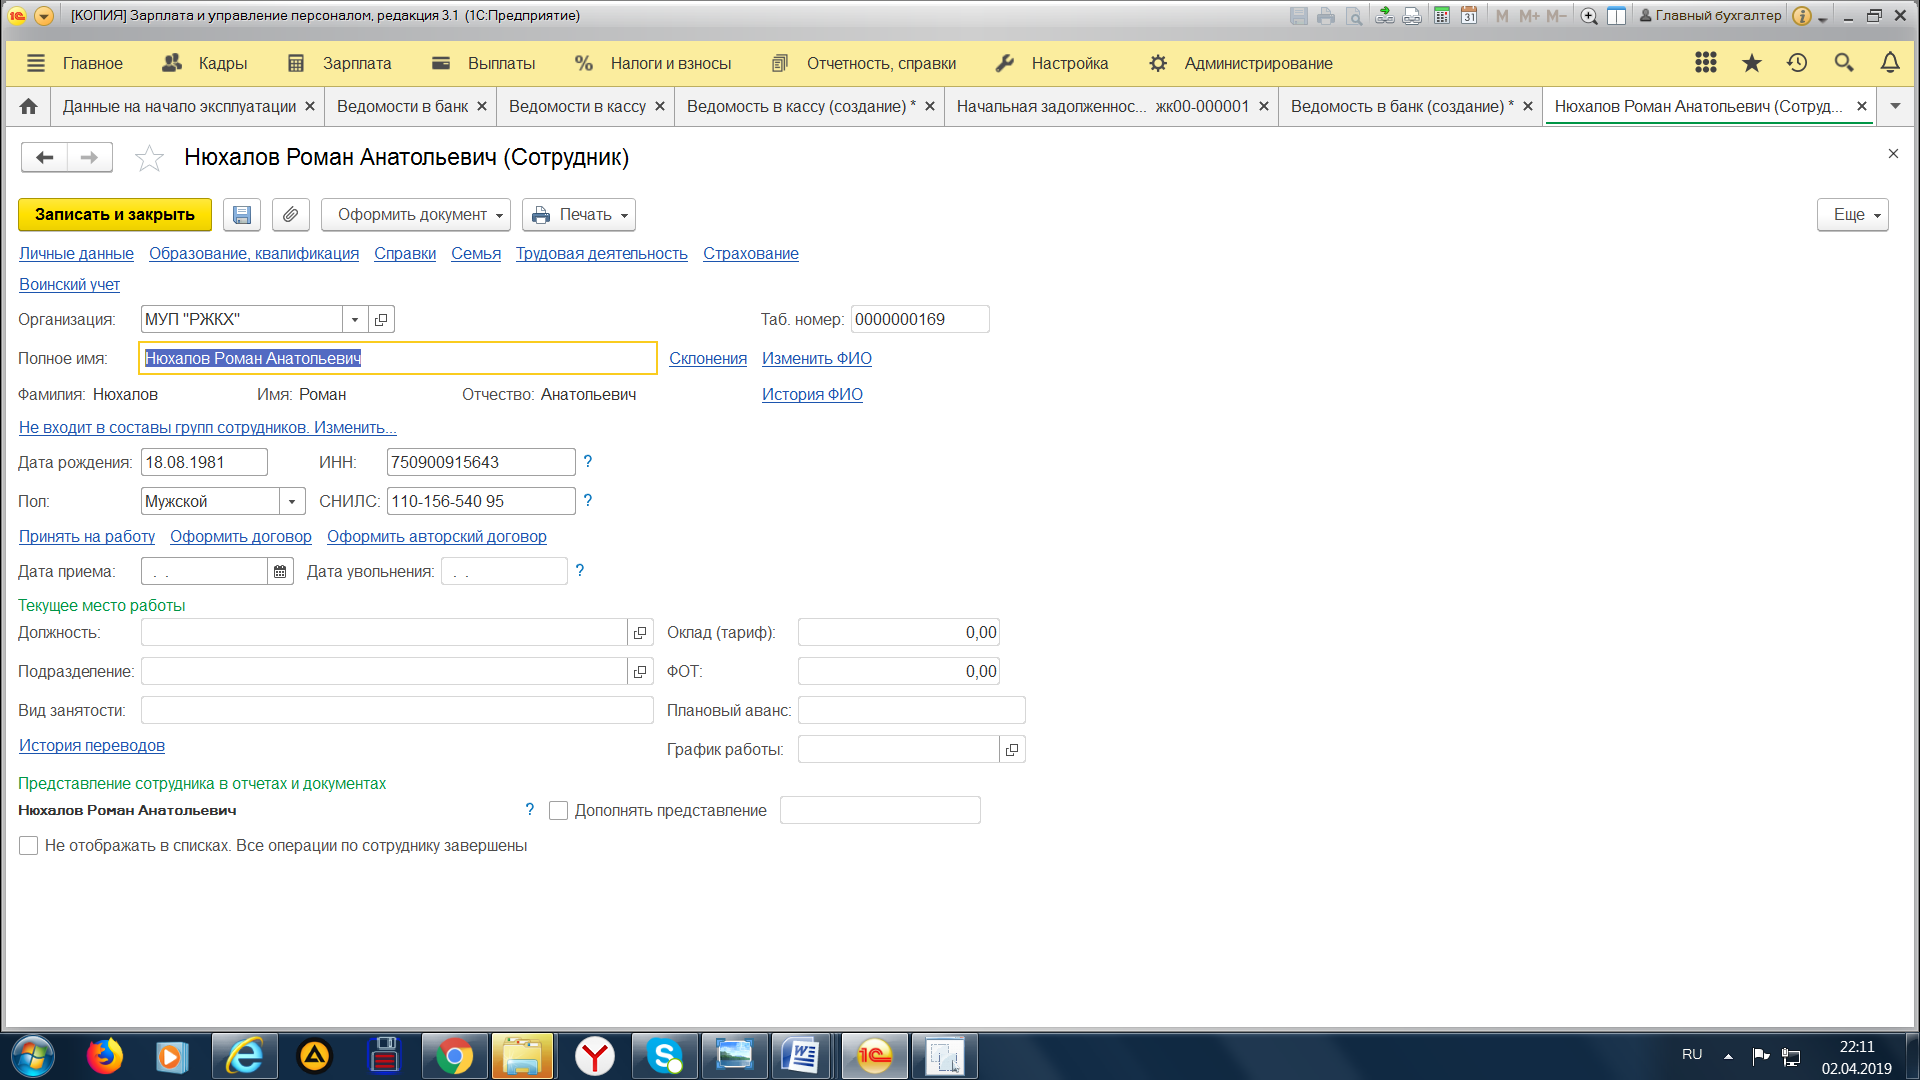 [КОПИЯ] Зарплата и управление персоналом, редакция 3.1 (1С:Предприятие)
31 M M+ M- Главный бухгалтер
Главное Кадры Зарплата Выплаты Налоги и взносы Отчетность, справки Настройка Администрирование
Данные на начало эксплуатации Ведомости в банк Ведомости в кассу Ведомость в кассу (создание) * Начальная задолженнос... жк00-000001 Ведомость в банк (создание) * Нюхалов Роман Анатольевич (Сотруд...
Нюхалов Роман Анатольевич (Сотрудник)
Записать и закрыть Оформить документ Печать Еще
Личные данные Образование, квалификация Справки Семья Трудовая деятельность Страхование
Воинский учет
Организация: МУП "РЖКХ" Таб. номер: 0000000169
Полное имя: Нюхалов Роман Анатольевич Склонения Изменить ФИО
Фамилия: Нюхалов Имя: Роман Отчество: Анатольевич История ФИО
Не входит в составы групп сотрудников. Изменить...
Дата рождения: 18.08.1981 ИНН: 750900915643 ?
Пол: Мужской СНИЛС: 110-156-540 95 ?
Принять на работу Оформить договор Оформить авторский договор
Дата приема: . . Дата увольнения: . . ?
Текущее место работы
Должность: Оклад (тариф): 0,00
Подразделение: ФОТ: 0,00
Вид занятости: Плановый аванс:
История переводов График работы:
Представление сотрудника в отчетах и документах
Нюхалов Роман Анатольевич ? Дополнять представление
Не отображать в списках. Все операции по сотруднику завершены
RU 22:11
02.04.2019